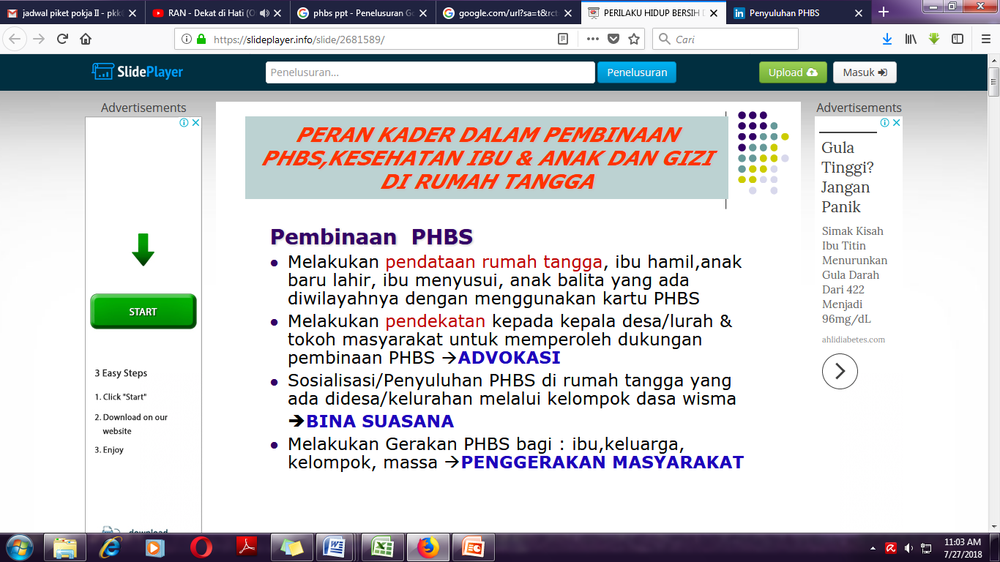 jadwal piket pokja II - pkk@
RAN - Dekat di Hati (O
phbs ppt - Penelusuran Go
google.com/url?sa=t&rct=
PERILAKU HIDUP BERSIH D
Penyuluhan PHBS
https://slideplayer.info/slide/2681589/
Cari
SlidePlayer
Penelusuran...
Penelusuran
Upload
Masuk
Advertisements
START
3 Easy Steps
1. Click "Start"
2. Download on our
website
3. Enjoy
download
PERAN KADER DALAM PEMBINAAN
PHBS,KESEHATAN IBU & ANAK DAN GIZI
DI RUMAH TANGGA
Pembinaan PHBS
• Melakukan pendataan rumah tangga, ibu hamil,anak
baru lahir, ibu menyusui, anak balita yang ada
diwilayahnya dengan menggunakan kartu PHBS
• Melakukan pendekatan kepada kepala desa/lurah &
tokoh masyarakat untuk memperoleh dukungan
pembinaan PHBS →ADVOKASI
• Sosialisasi/Penyuluhan PHBS di rumah tangga yang
ada didesa/kelurahan melalui kelompok dasa wisma
→BINA SUASANA
• Melakukan Gerakan PHBS bagi : ibu,keluarga,
kelompok, massa →PENGGERAKAN MASYARAKAT
Advertisements
Gula
Tinggi?
Jangan
Panik
Simak Kisah
Ibu Titin
Menurunkan
Gula Darah
Dari 422
Menjadi
96mg/dL
ahlidiabetes.com
11:03 AM
7/27/2018